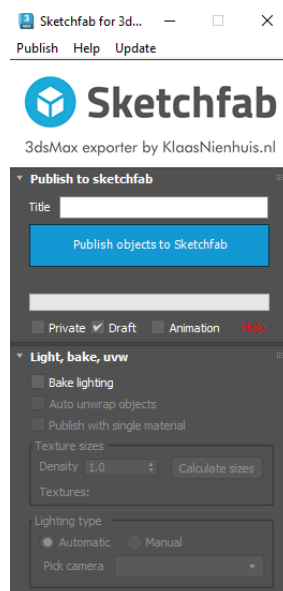 Sketchfab for 3d...
Publish Help Update
Sketchfab
3dsMax exporter by KlaasNienhuis.nl
Publish to sketchfab
Title
Publish objects to Sketchfab
Private Draft Animation Help
Light, bake, uvw
Bake lighting
Auto unwrap objects
Publish with single material
Texture sizes
Density 1.0 Calculate sizes
Textures:
Lighting type
Automatic Manual
Pick camera